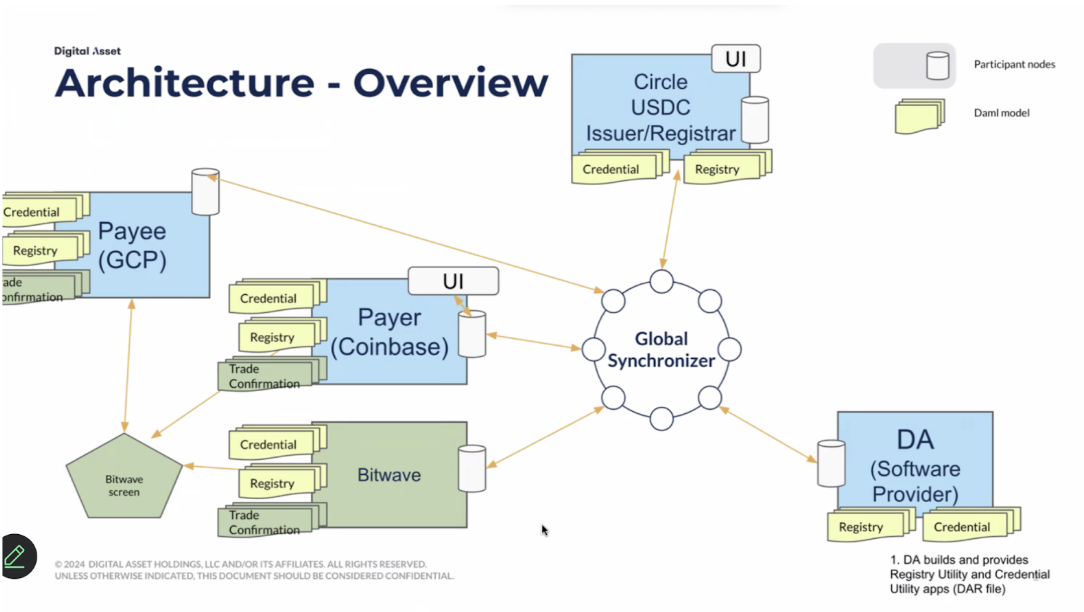 Digital Asset
Architecture - Overview
UI
Circle
USDC
Issuer/Registrar
Credential
Registry
Participant nodes
Daml model
Credential
Registry
Payee
(GCP)
onfirmation
UI
Credential
Registry
Trade
Confirmation
Payer
(Coinbase)
Global
Synchronizer
Credential
Registry
Trade
Confirmation
Bitwave
Bitwave
screen
DA
(Software
Provider)
Registry
Credential
1. DA builds and provides
Registry Utility and Credential
Utility apps (DAR file)
© 2024 DIGITAL ASSET HOLDINGS, LLC AND/OR ITS AFFILIATES. ALL RIGHTS RESERVED.
UNLESS OTHERWISE INDICATED, THIS DOCUMENT SHOULD BE CONSIDERED CONFIDENTIAL.